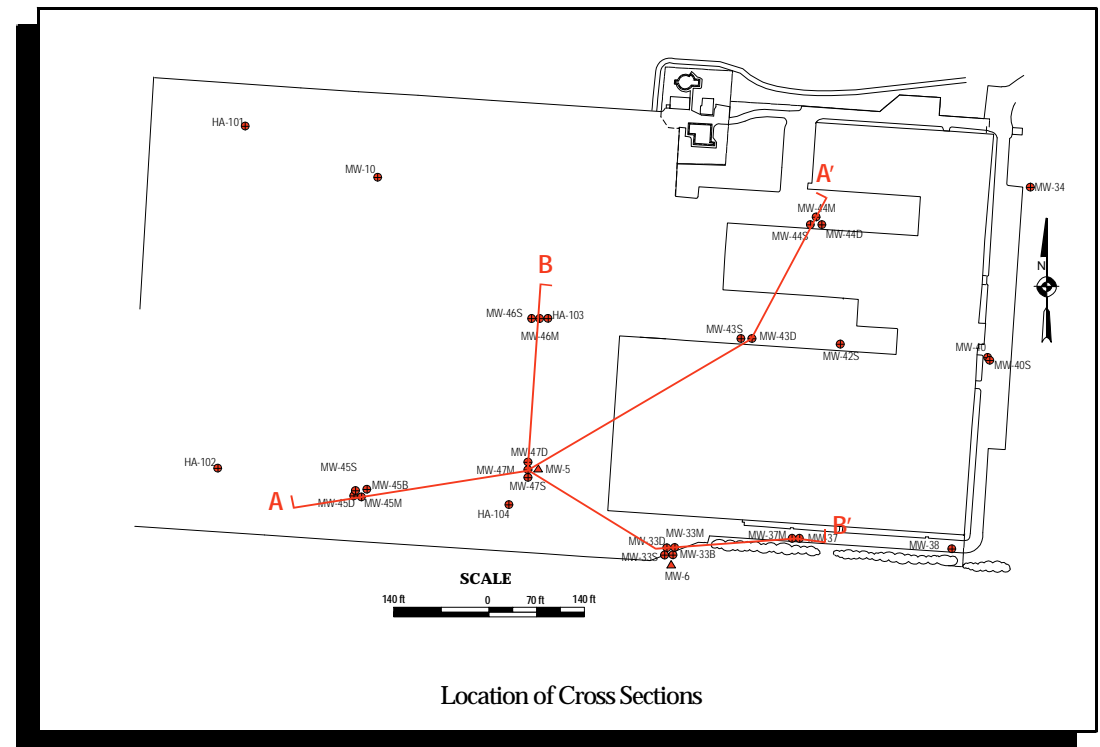 HA-101
MW-10
A'
MW-34
MW-44M
MW-44S
MW-44D
B
N
MW-46S
HA-103
MW-46M
MW-43S
MW-43D
MW-42S
MW-40
MW-40S
MW-47D
HA-102
MW-45S
MW-47M
MW-5
MW-45B
MW-47S
A
MW-45D
MW-45M
HA-104
B'
MW-33M
MW-37M
MW-37
MW-33D
MW-38
MW-33S
MW-33B
MW-6
SCALE
140 ft
0
70 ft
140 ft
Location of Cross Sections